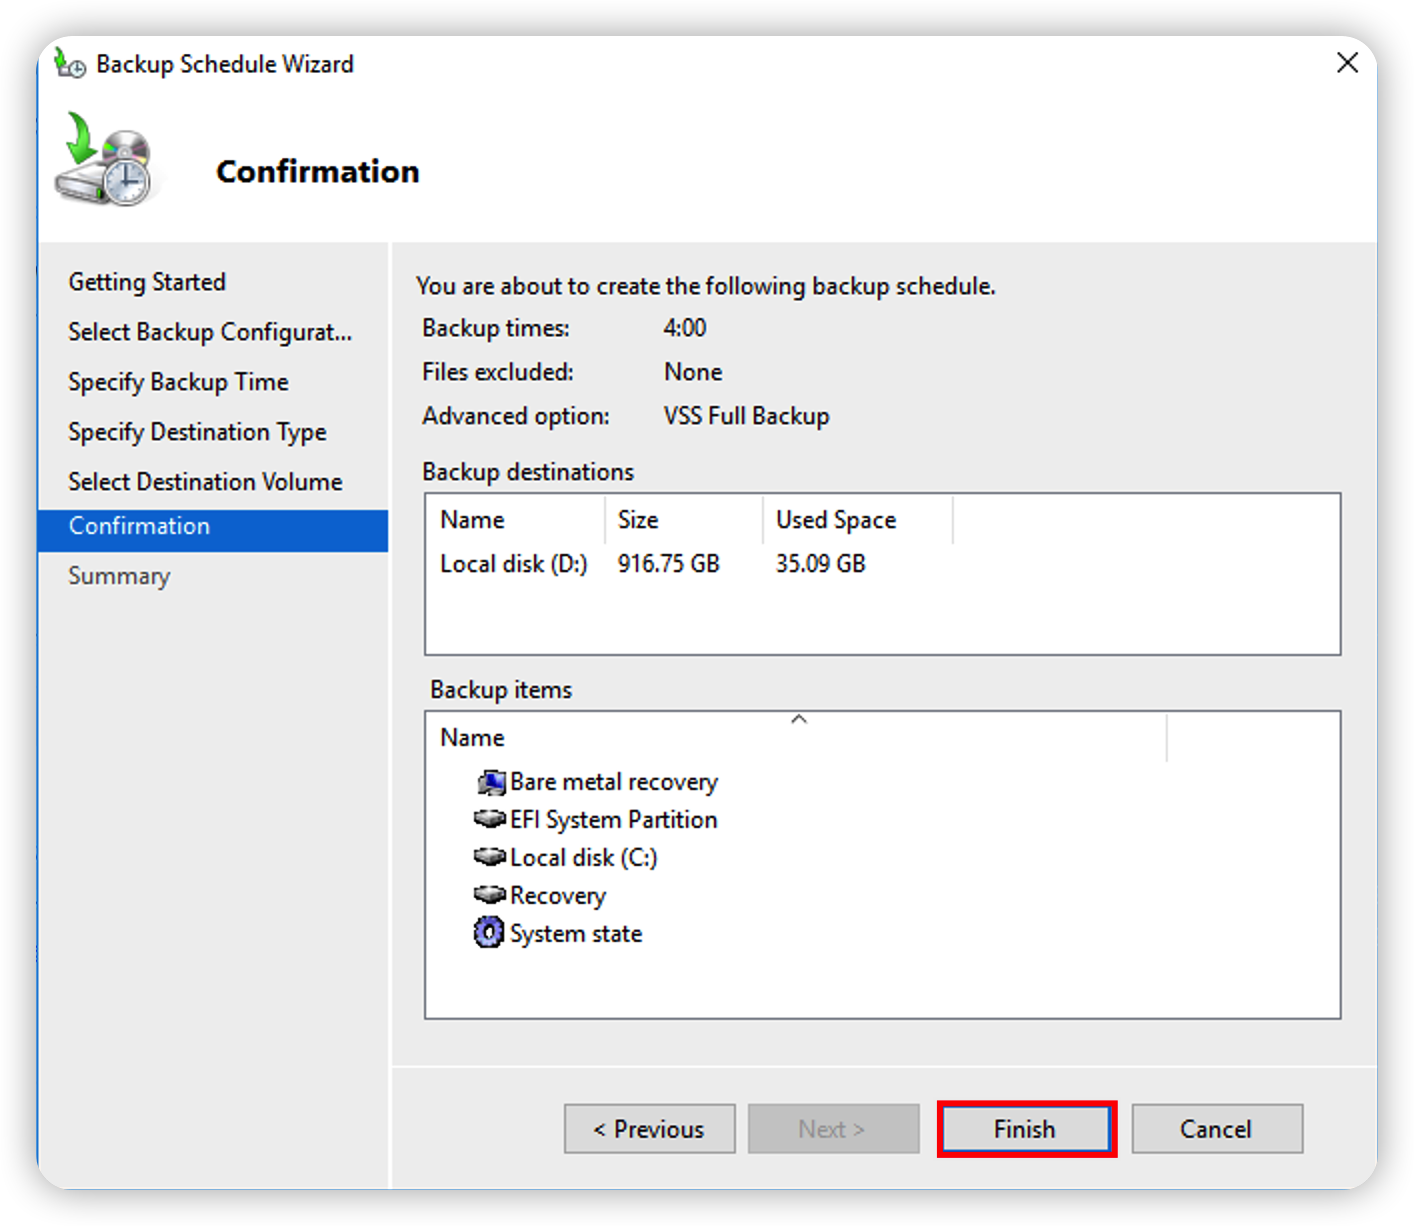 Backup Schedule Wizard
Confirmation
Getting Started
Select Backup Configurat...
Specify Backup Time
Specify Destination Type
Select Destination Volume
Confirmation
Summary
You are about to create the following backup schedule.
Backup times: 4:00
Files excluded: None
Advanced option: VSS Full Backup
Backup destinations
Name Size Used Space
Local disk (D:) 916.75 GB 35.09 GB
Backup items
Name
Bare metal recovery
EFI System Partition
Local disk (C:)
Recovery
System state
< Previous Next > Finish Cancel